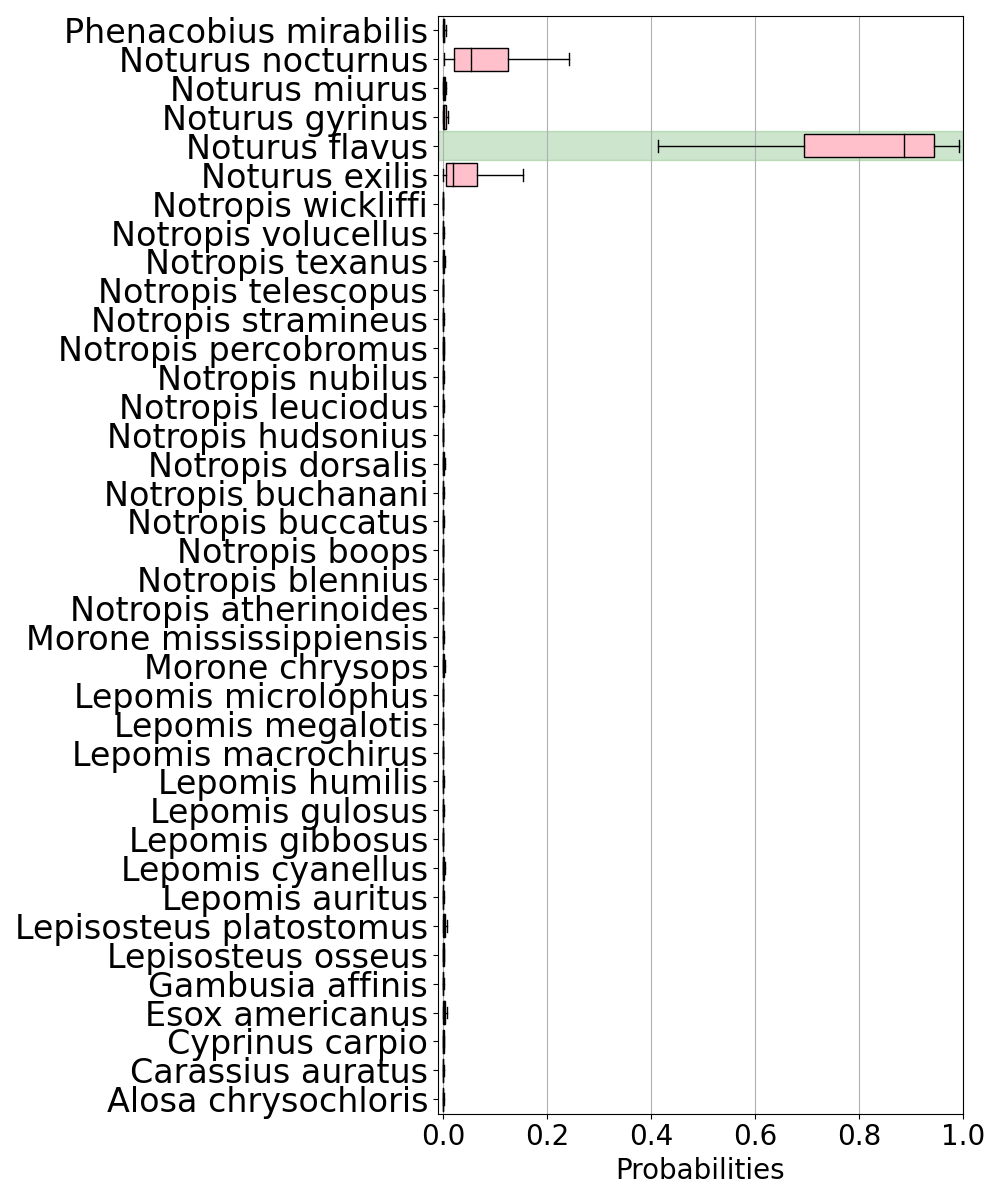 Phenacobius mirabilis
Noturus nocturnus
Noturus miurus
Noturus gyrinus
Noturus flavus
Noturus exilis
Notropis wickliffi
Notropis volucellus
Notropis texanus
Notropis telescopus
Notropis stramineus
Notropis percobromus
Notropis nubilus
Notropis leuciodus
Notropis hudsonius
Notropis dorsalis
Notropis buchanani
Notropis buccatus
Notropis boops
Notropis blennius
Notropis atherinoides
Morone mississippiensis
Morone chrysops
Lepomis microlophus
Lepomis megalotis
Lepomis macrochirus
Lepomis humilis
Lepomis gulosus
Lepomis gibbosus
Lepomis cyanellus
Lepomis auritus
Lepisosteus platostomus
Lepisosteus osseus
Gambusia affinis
Esox americanus
Cyprinus carpio
Carassius auratus
Alosa chrysochloris
0.0 0.2 0.4 0.6 0.8 1.0
Probabilities